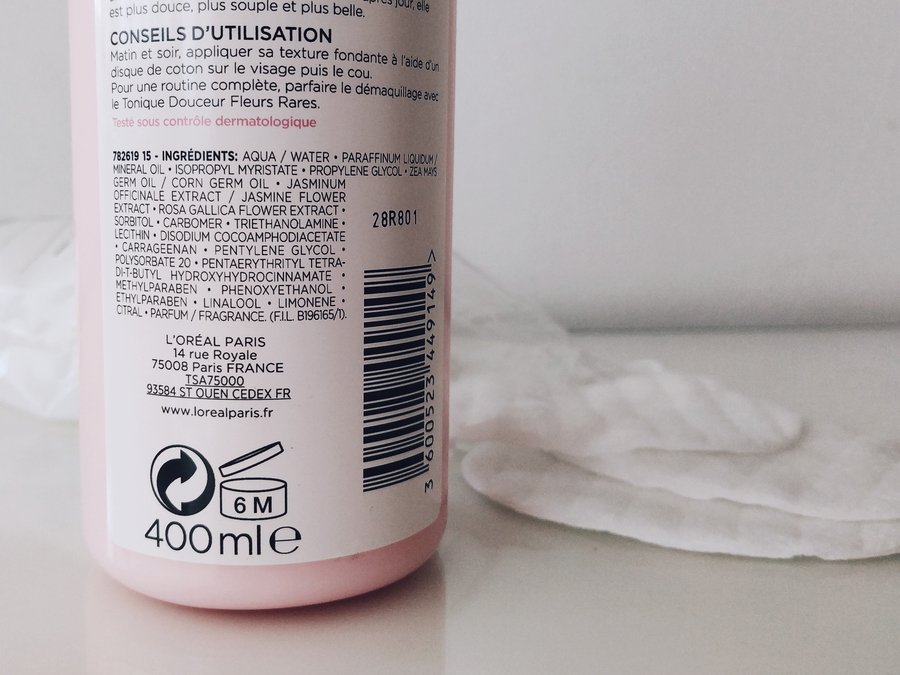 après jour, elle
est plus douce, plus souple et plus belle.
CONSEILS D'UTILISATION
Matin et soir, appliquer sa texture fondante à l'aide d'un
disque de coton sur le visage puis le cou.
Pour une routine complète, parfaire le démaquillage avec
le Tonique Douceur Fleurs Rares.
Testé sous contrôle dermatologique
782619 15 - INGRÉDIENTS: AQUA / WATER • PARAFFINUM LIQUIDUM /
MINERAL OIL • ISOPROPYL MYRISTATE • PROPYLENE GLYCOL • ZEA MAYS
GERM OIL / CORN GERM OIL • JASMINUM
OFFICINALE EXTRACT / JASMINE FLOWER
EXTRACT • ROSA GALLICA FLOWER EXTRACT •
SORBITOL • CARBOMER • TRIETHANOLAMINE •
LECITHIN • DISODIUM COCOAMPHODIACETATE
• CARRAGEENAN • PENTYLENE GLYCOL •
POLYSORBATE 20 • PENTAERYTHRITYL TETRA-
DI-T-BUTYL HYDROXYHYDROCINNAMATE •
METHYLPARABEN • PHENOXYETHANOL •
ETHYLPARABEN • LINALOOL • LIMONENE •
CITRAL • PARFUM / FRAGRANCE. (F.I.L. B196165/1).
28R801
3 600523 449149 >
L'ORÉAL PARIS
14 rue Royale
75008 Paris FRANCE
TSA75000
93584 ST OUEN CEDEX FR
www.lorealparis.fr
6 M
400 ml e